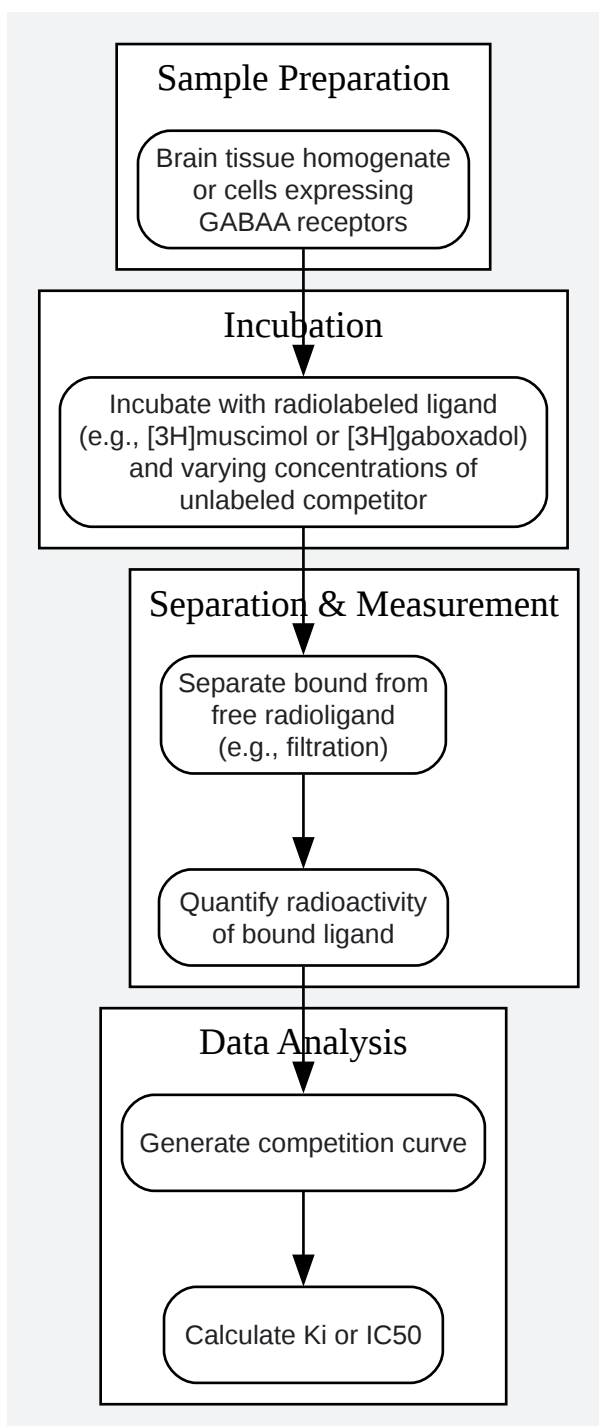 Sample Preparation
Brain tissue homogenate
or cells expressing
GABAA receptors
Incubation
Incubate with radiolabeled ligand
(e.g., [3H]muscimol or [3H]gaboxadol)
and varying concentrations of
unlabeled competitor
Separation & Measurement
Separate bound from
free radioligand
(e.g., filtration)
Quantify radioactivity
of bound ligand
Data Analysis
Generate competition curve
Calculate Ki or IC50